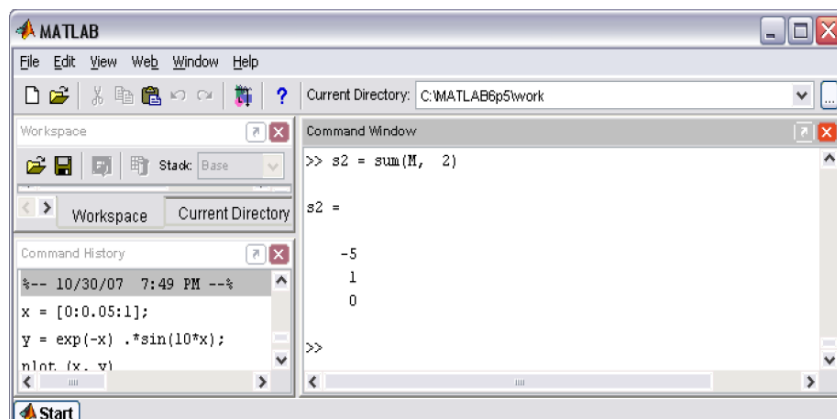 MATLAB
File Edit View Web Window Help
? Current Directory: C:\MATLAB6p5\work ...
Workspace
Stack: Base
Workspace Current Directory
Command History
%-- 10/30/07 7:49 PM --%
x = [0:0.05:1];
y = exp(-x) .*sin(10*x);
plot (x, y)
Command Window
>> s2 = sum(M, 2)
s2 =
-5
1
0
>>
Start